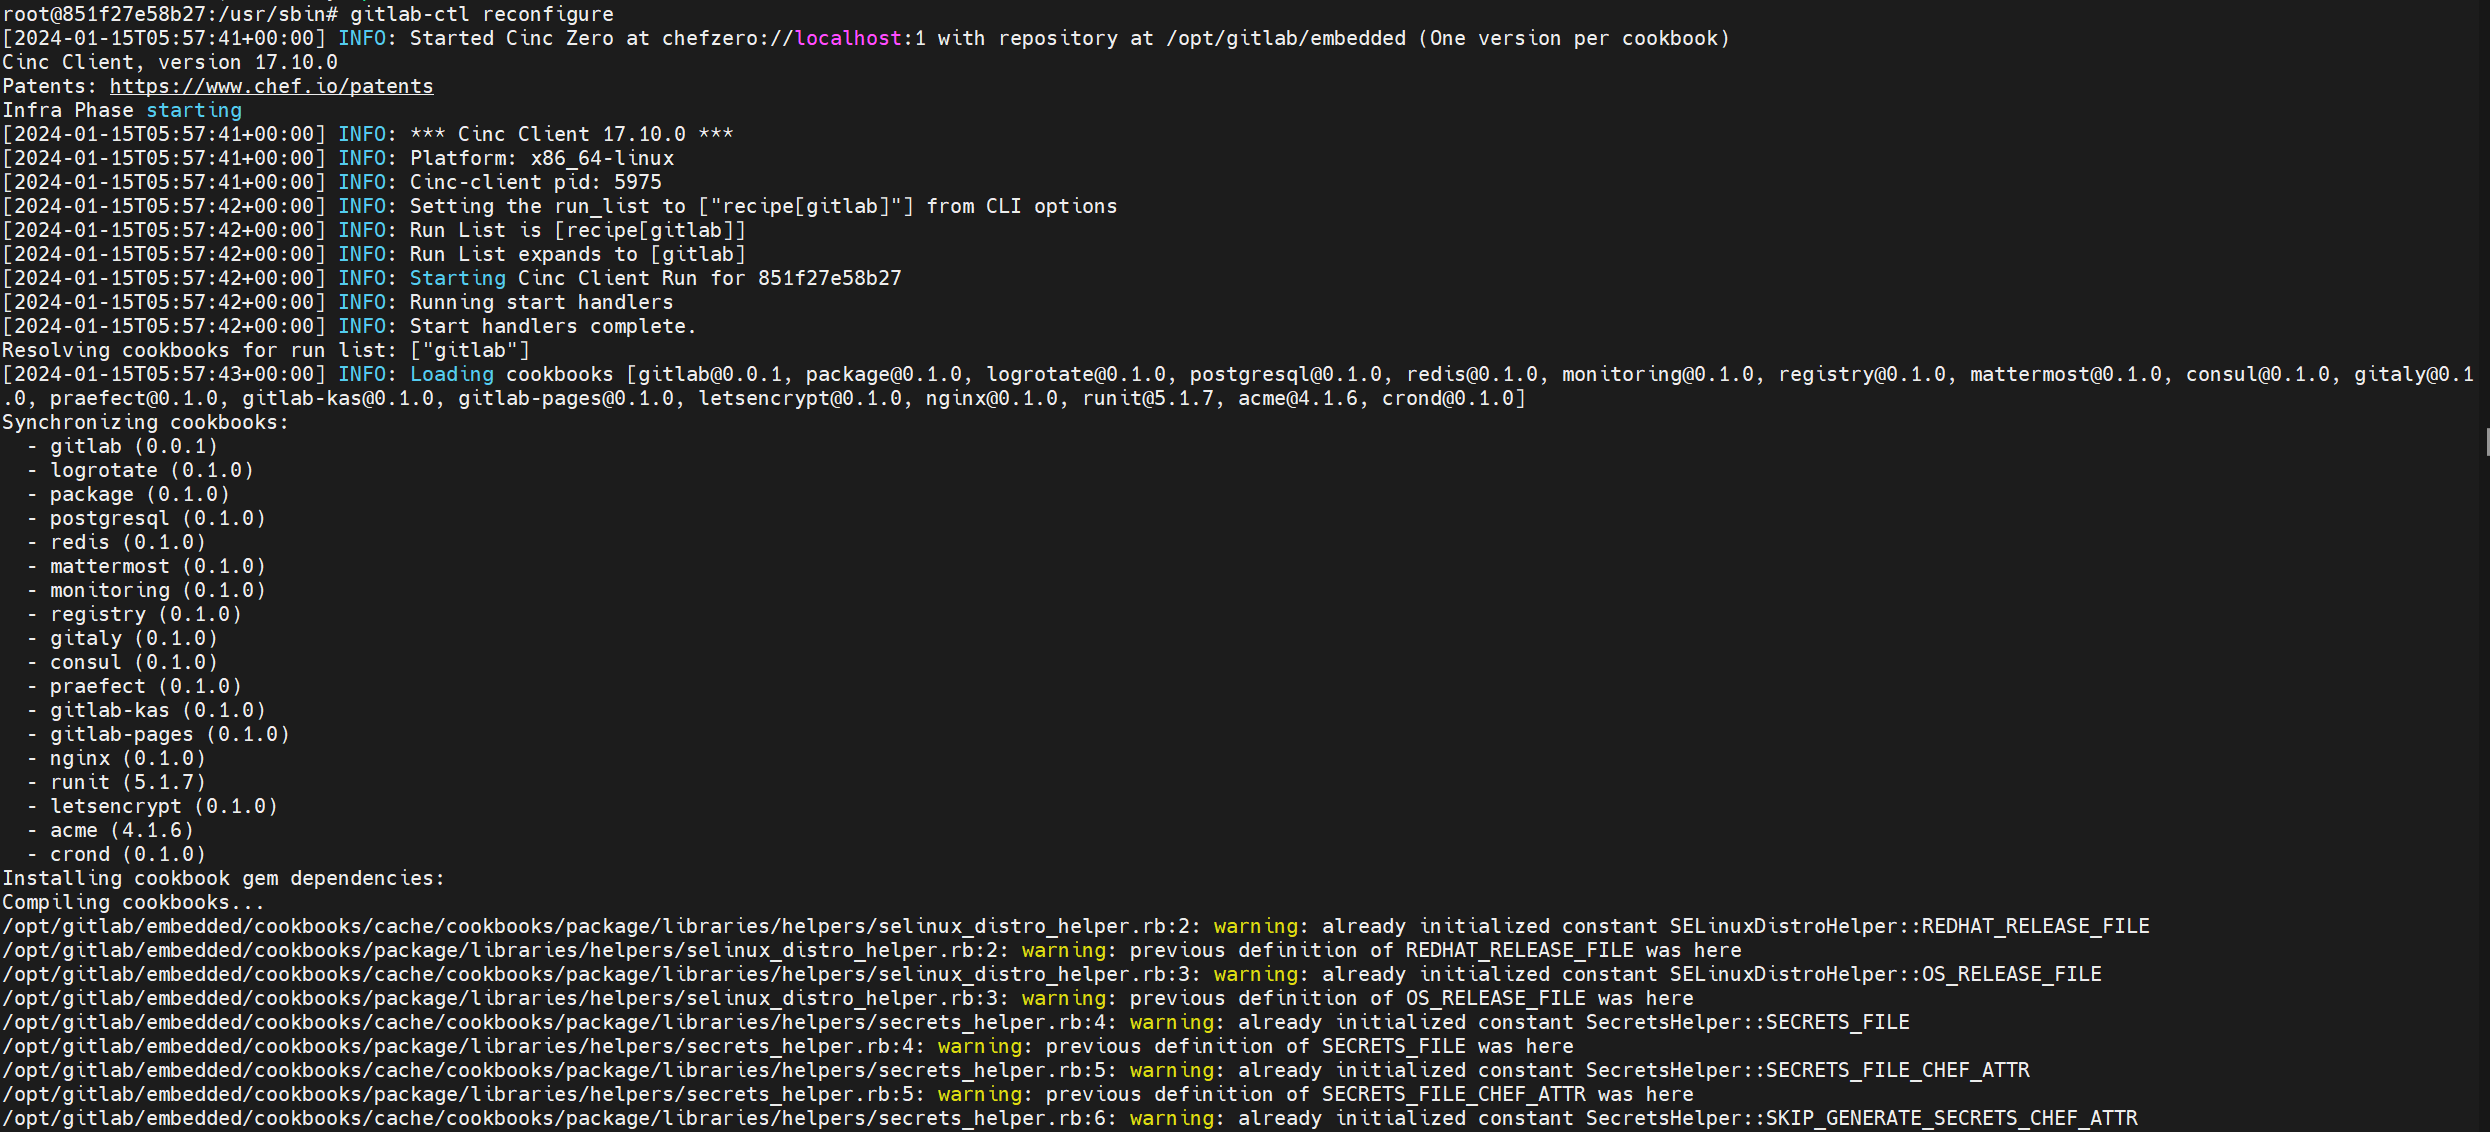 root@851f27e58b27:/usr/sbin# gitlab-ctl reconfigure
[2024-01-15T05:57:41+00:00] INFO: Started Cinc Zero at chefzero://localhost:1 with repository at /opt/gitlab/embedded (One version per cookbook)
Cinc Client, version 17.10.0
Patents: https://www.chef.io/patents
Infra Phase starting
[2024-01-15T05:57:41+00:00] INFO: *** Cinc Client 17.10.0 ***
[2024-01-15T05:57:41+00:00] INFO: Platform: x86_64-linux
[2024-01-15T05:57:41+00:00] INFO: Cinc-client pid: 5975
[2024-01-15T05:57:42+00:00] INFO: Setting the run_list to ["recipe[gitlab]"] from CLI options
[2024-01-15T05:57:42+00:00] INFO: Run List is [recipe[gitlab]]
[2024-01-15T05:57:42+00:00] INFO: Run List expands to [gitlab]
[2024-01-15T05:57:42+00:00] INFO: Starting Cinc Client Run for 851f27e58b27
[2024-01-15T05:57:42+00:00] INFO: Running start handlers
[2024-01-15T05:57:42+00:00] INFO: Start handlers complete.
Resolving cookbooks for run list: ["gitlab"]
[2024-01-15T05:57:43+00:00] INFO: Loading cookbooks [gitlab@0.0.1, package@0.1.0, logrotate@0.1.0, postgresql@0.1.0, redis@0.1.0, monitoring@0.1.0, registry@0.1.0, mattermost@0.1.0, consul@0.1.0, gitaly@0.1
.0, praefect@0.1.0, gitlab-kas@0.1.0, gitlab-pages@0.1.0, letsencrypt@0.1.0, nginx@0.1.0, runit@5.1.7, acme@4.1.6, crond@0.1.0]
Synchronizing cookbooks:
  - gitlab (0.0.1)
  - logrotate (0.1.0)
  - package (0.1.0)
  - postgresql (0.1.0)
  - redis (0.1.0)
  - mattermost (0.1.0)
  - monitoring (0.1.0)
  - registry (0.1.0)
  - gitaly (0.1.0)
  - consul (0.1.0)
  - praefect (0.1.0)
  - gitlab-kas (0.1.0)
  - gitlab-pages (0.1.0)
  - nginx (0.1.0)
  - runit (5.1.7)
  - letsencrypt (0.1.0)
  - acme (4.1.6)
  - crond (0.1.0)
Installing cookbook gem dependencies:
Compiling cookbooks...
/opt/gitlab/embedded/cookbooks/cache/cookbooks/package/libraries/helpers/selinux_distro_helper.rb:2: warning: already initialized constant SELinuxDistroHelper::REDHAT_RELEASE_FILE
/opt/gitlab/embedded/cookbooks/package/libraries/helpers/selinux_distro_helper.rb:2: warning: previous definition of REDHAT_RELEASE_FILE was here
/opt/gitlab/embedded/cookbooks/cache/cookbooks/package/libraries/helpers/selinux_distro_helper.rb:3: warning: already initialized constant SELinuxDistroHelper::OS_RELEASE_FILE
/opt/gitlab/embedded/cookbooks/package/libraries/helpers/selinux_distro_helper.rb:3: warning: previous definition of OS_RELEASE_FILE was here
/opt/gitlab/embedded/cookbooks/cache/cookbooks/package/libraries/helpers/secrets_helper.rb:4: warning: already initialized constant SecretsHelper::SECRETS_FILE
/opt/gitlab/embedded/cookbooks/package/libraries/helpers/secrets_helper.rb:4: warning: previous definition of SECRETS_FILE was here
/opt/gitlab/embedded/cookbooks/cache/cookbooks/package/libraries/helpers/secrets_helper.rb:5: warning: already initialized constant SecretsHelper::SECRETS_FILE_CHEF_ATTR
/opt/gitlab/embedded/cookbooks/package/libraries/helpers/secrets_helper.rb:5: warning: previous definition of SECRETS_FILE_CHEF_ATTR was here
/opt/gitlab/embedded/cookbooks/cache/cookbooks/package/libraries/helpers/secrets_helper.rb:6: warning: already initialized constant SecretsHelper::SKIP_GENERATE_SECRETS_CHEF_ATTR